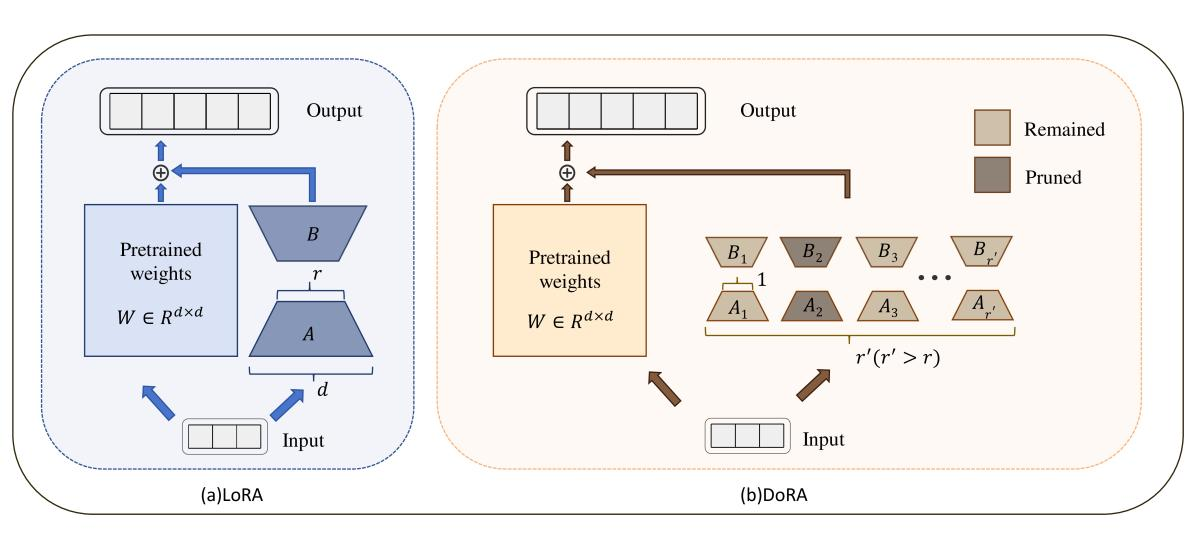 Output
Pretrained
weights
W ∈ R^{d×d}
B
r
A
d
Input
(a)LoRA
Output
Remained
Pruned
Pretrained
weights
W ∈ R^{d×d}
B_1 B_2 B_3 ... B_{r'}
1
A_1 A_2 A_3 A_{r'}
r'(r' > r)
Input
(b)DoRA